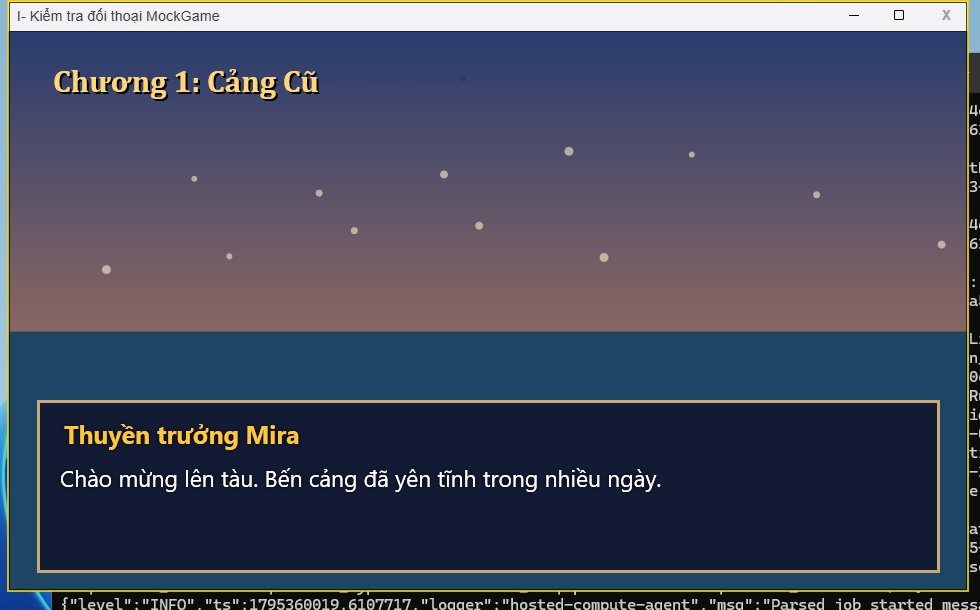 I- Kiểm tra đối thoại MockGame
X
Chương 1: Cảng Cũ
Thuyền trưởng Mira
Chào mừng lên tàu. Bến cảng đã yên tĩnh trong nhiều ngày.
{"level":"INFO","ts":1795360019.6107717,"logger":"hosted-compute-agent","msg":"Parsed job started mes